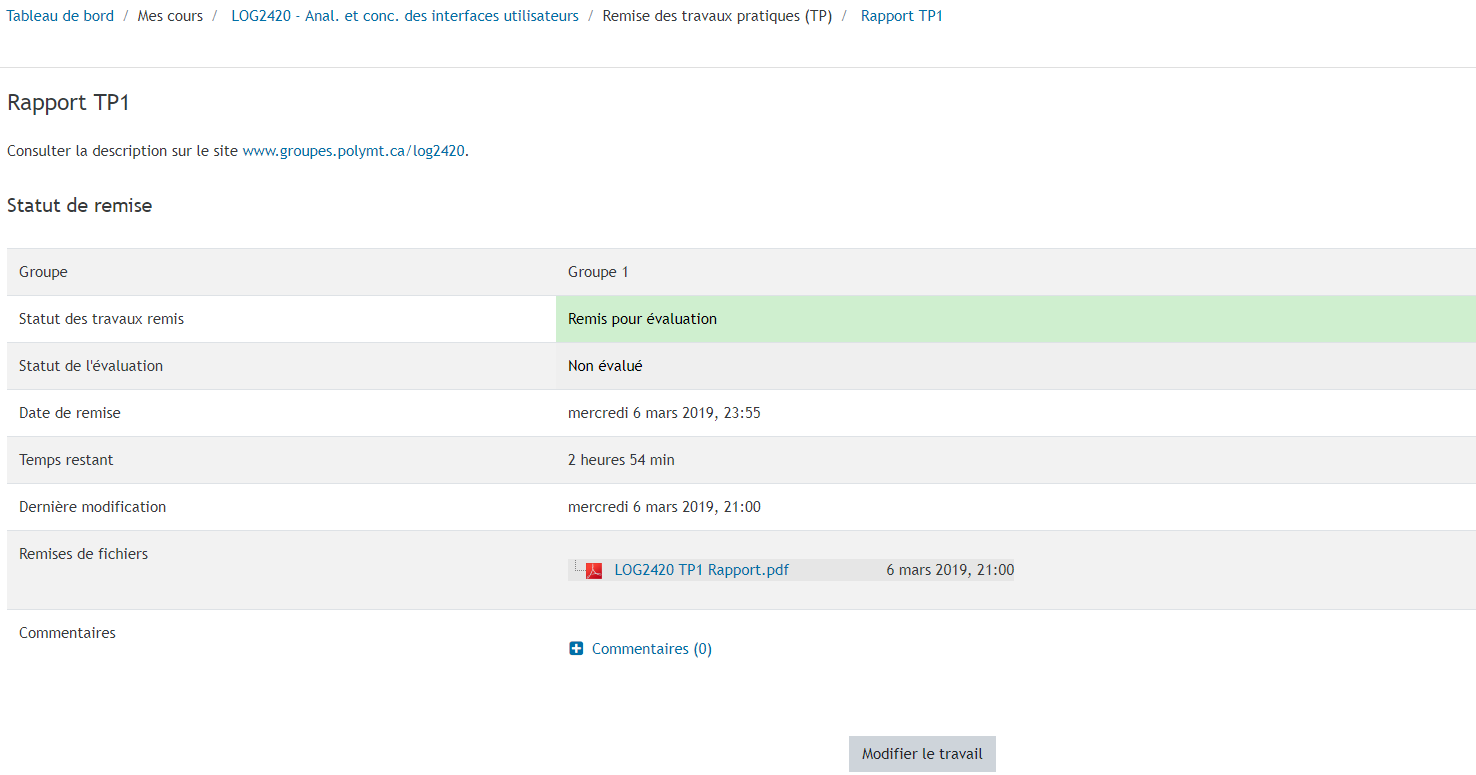 Tableau de bord / Mes cours / LOG2420 - Anal. et conc. des interfaces utilisateurs / Remise des travaux pratiques (TP) / Rapport TP1
Rapport TP1
Consulter la description sur le site www.groupes.polymt.ca/log2420.
Statut de remise
Groupe Groupe 1
Statut des travaux remis Remis pour évaluation
Statut de l'évaluation Non évalué
Date de remise mercredi 6 mars 2019, 23:55
Temps restant 2 heures 54 min
Dernière modification mercredi 6 mars 2019, 21:00
Remises de fichiers
LOG2420 TP1 Rapport.pdf 6 mars 2019, 21:00
Commentaires
Commentaires (0)
Modifier le travail